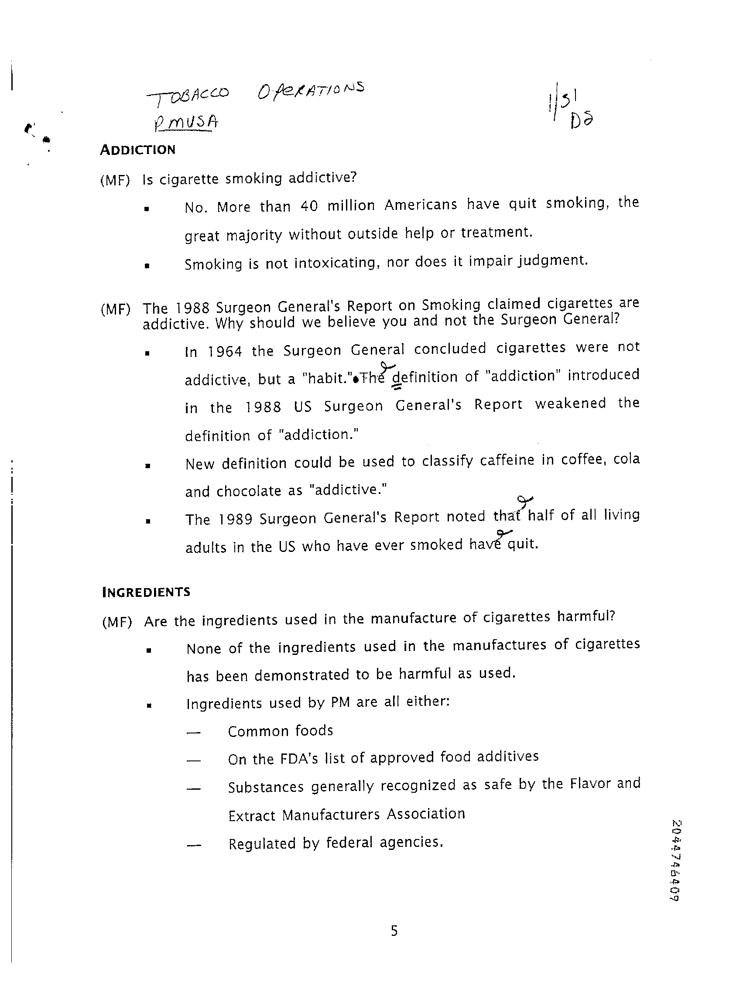 TOBACCO OPERATIONS
PMUSA
1/31
D2
ADDICTION
(MF) Is cigarette smoking addictive?
▪ No. More than 40 million Americans have quit smoking, the
great majority without outside help or treatment.
▪ Smoking is not intoxicating, nor does it impair judgment.
(MF) The 1988 Surgeon General's Report on Smoking claimed cigarettes are
addictive. Why should we believe you and not the Surgeon General?
▪ In 1964 the Surgeon General concluded cigarettes were not
addictive, but a "habit." The definition of "addiction" introduced
in the 1988 US Surgeon General's Report weakened the
definition of "addiction."
▪ New definition could be used to classify caffeine in coffee, cola
and chocolate as "addictive."
▪ The 1989 Surgeon General's Report noted that half of all living
adults in the US who have ever smoked have quit.
INGREDIENTS
(MF) Are the ingredients used in the manufacture of cigarettes harmful?
▪ None of the ingredients used in the manufactures of cigarettes
has been demonstrated to be harmful as used.
▪ Ingredients used by PM are all either:
— Common foods
— On the FDA's list of approved food additives
— Substances generally recognized as safe by the Flavor and
Extract Manufacturers Association
— Regulated by federal agencies.
2044746409
5